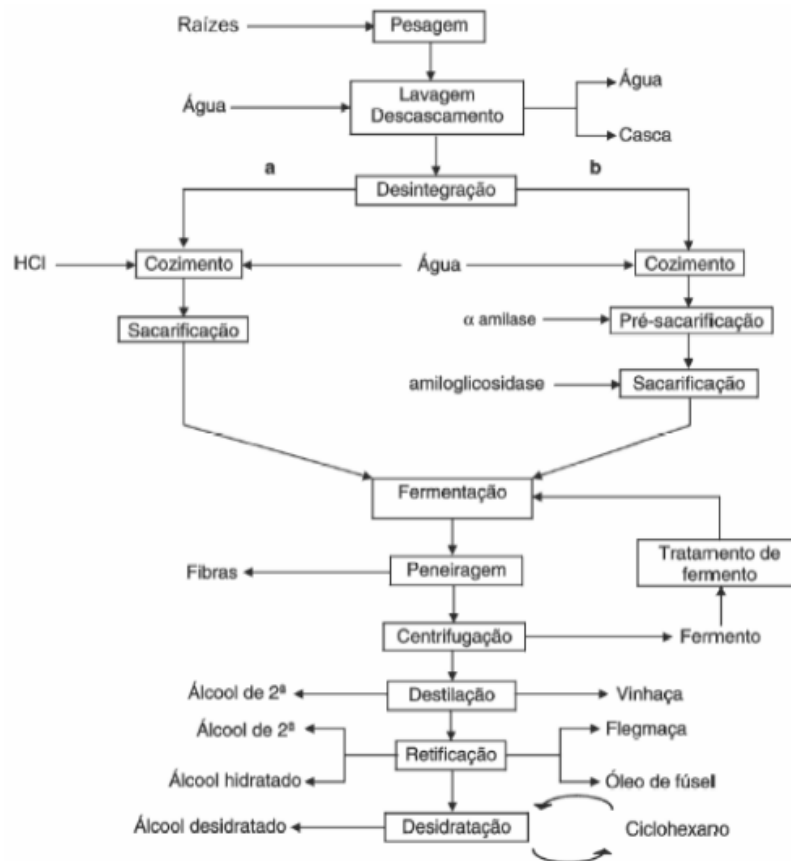 Raízes
Pesagem
Água
Lavagem
Descascamento
Água
Casca
a
Desintegração
b
HCl
Cozimento
Água
Cozimento
Sacarificação
α amilase
Pré-sacarificação
amiloglicosidase
Sacarificação
Fermentação
Fibras
Peneiragem
Tratamento de
fermento
Centrifugação
Fermento
Álcool de 2ª
Destilação
Vinhaça
Álcool de 2ª
Flegmaça
Retificação
Álcool hidratado
Óleo de fúsel
Álcool desidratado
Desidratação
Ciclohexano